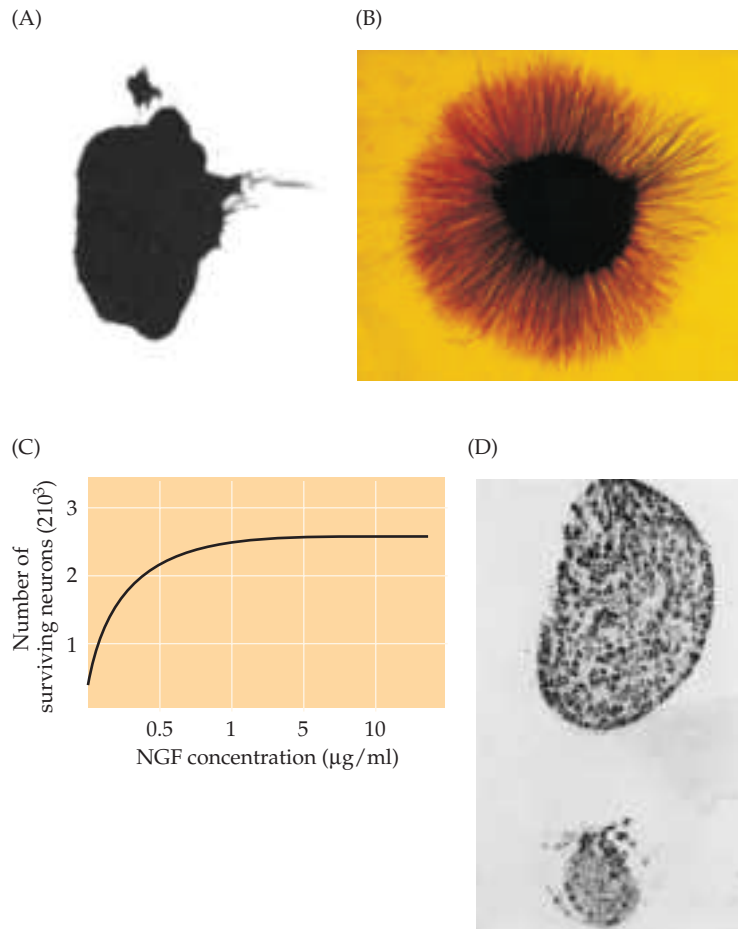 (A)
(B)
(C)
Number of
surviving neurons (210³)
3
2
1
0.5 1 5 10
NGF concentration (µg/ml)
(D)